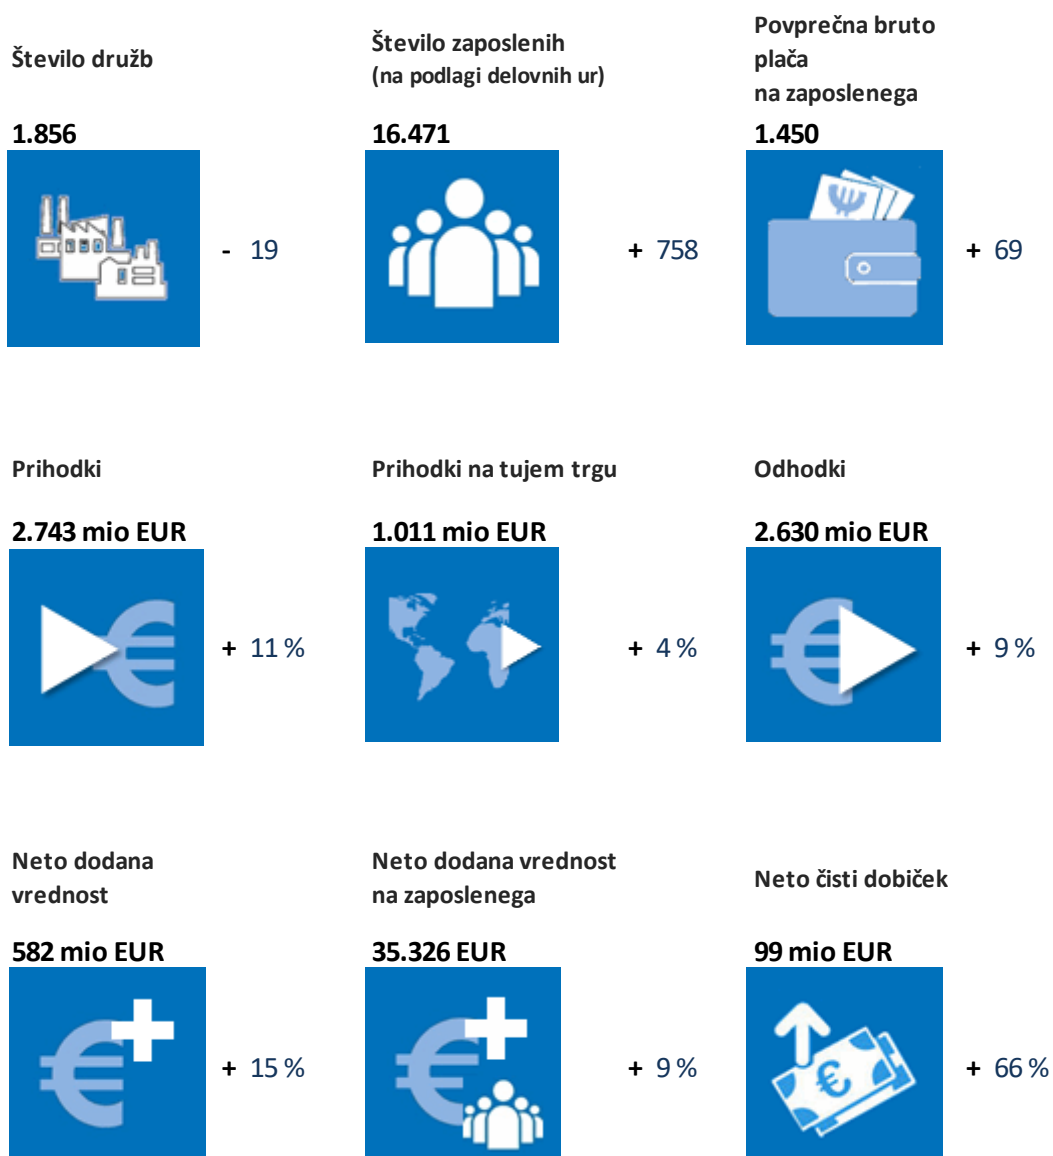 Število družb
1.856
- 19
Število zaposlenih
(na podlagi delovnih ur)
16.471
+ 758
Povprečna bruto
plača
na zaposlenega
1.450
+ 69
Prihodki
2.743 mio EUR
+ 11 %
Prihodki na tujem trgu
1.011 mio EUR
+ 4 %
Odhodki
2.630 mio EUR
+ 9 %
Neto dodana
vrednost
582 mio EUR
+ 15 %
Neto dodana vrednost
na zaposlenega
35.326 EUR
+ 9 %
Neto čisti dobiček
99 mio EUR
+ 66 %